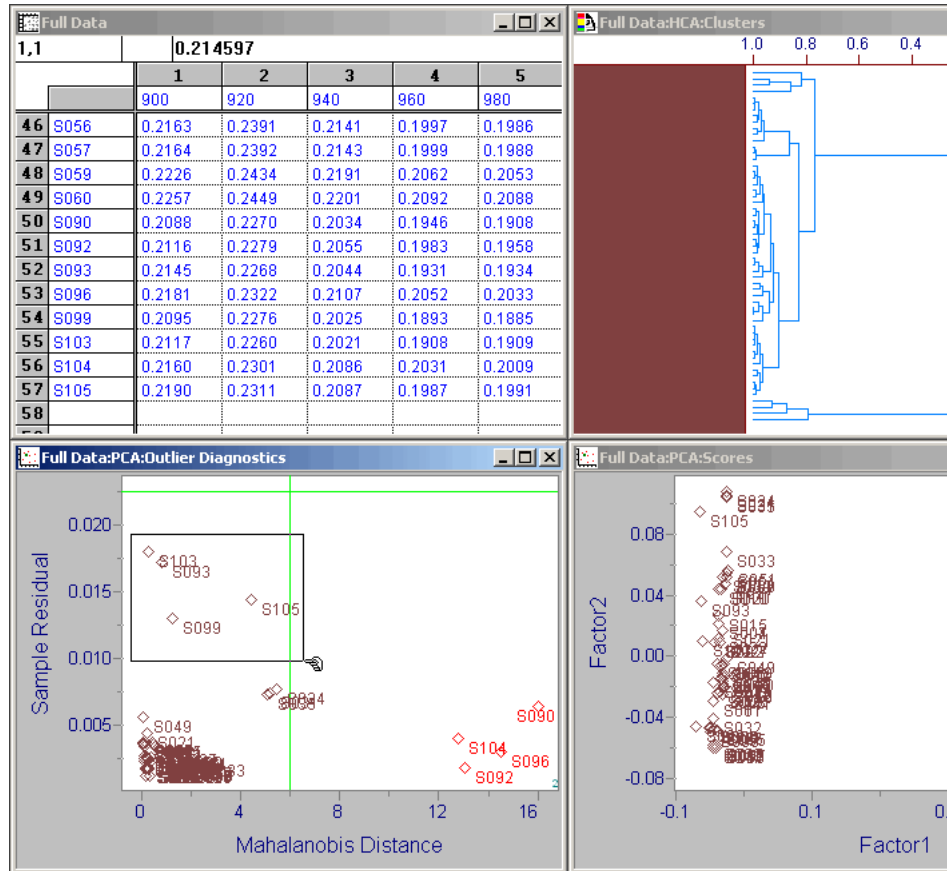 Full Data
1,1 0.214597
1 2 3 4 5
900 920 940 960 980
46 S056 0.2163 0.2391 0.2141 0.1997 0.1986
47 S057 0.2164 0.2392 0.2143 0.1999 0.1988
48 S059 0.2226 0.2434 0.2191 0.2062 0.2053
49 S060 0.2257 0.2449 0.2201 0.2092 0.2088
50 S090 0.2088 0.2270 0.2034 0.1946 0.1908
51 S092 0.2116 0.2279 0.2055 0.1983 0.1958
52 S093 0.2145 0.2268 0.2044 0.1931 0.1934
53 S096 0.2181 0.2322 0.2107 0.2052 0.2033
54 S099 0.2095 0.2276 0.2025 0.1893 0.1885
55 S103 0.2117 0.2260 0.2021 0.1908 0.1909
56 S104 0.2160 0.2301 0.2086 0.2031 0.2009
57 S105 0.2190 0.2311 0.2087 0.1987 0.1991
58
Full Data:HCA:Clusters
1.0 0.8 0.6 0.4
Full Data:PCA:Outlier Diagnostics
Sample Residual
0.020
0.015
0.010
0.005
S103
S093
S105
S099
S090
S049
S021
S104
S096
S092
2
0 4 8 12 16
Mahalanobis Distance
Full Data:PCA:Scores
Factor2
0.08
0.04
0.00
-0.04
-0.08
S105
S033
S093
S015
S032
-0.1 0.1
Factor1